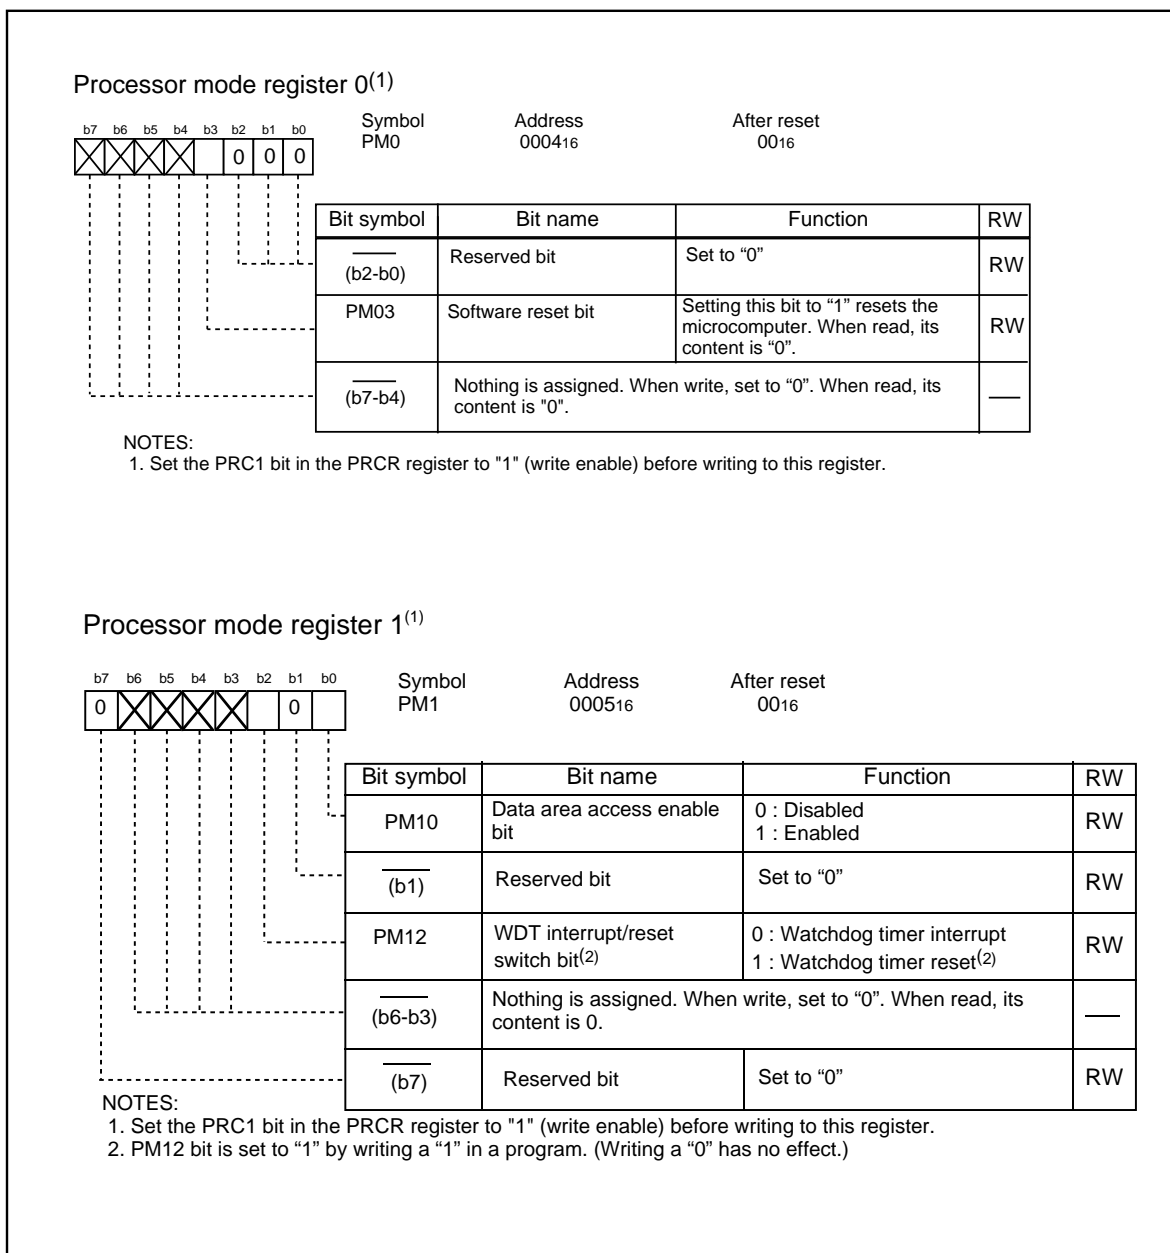 Processor mode register 0(1)
Symbol Address After reset
PM0 000416 0016
b7 b6 b5 b4 b3 b2 b1 b0
0 0 0
Bit symbol Bit name Function RW
(b2-b0) Reserved bit Set to “0” RW
PM03 Software reset bit Setting this bit to “1” resets the
microcomputer. When read, its
content is “0”.
RW
(b7-b4) Nothing is assigned. When write, set to “0”. When read, its
content is "0".
NOTES:
1. Set the PRC1 bit in the PRCR register to "1" (write enable) before writing to this register.
Processor mode register 1(1)
Symbol Address After reset
PM1 000516 0016
b7 b6 b5 b4 b3 b2 b1 b0
0 0
Bit symbol Bit name Function RW
PM10 Data area access enable
bit
0 : Disabled
1 : Enabled
RW
(b1) Reserved bit Set to “0” RW
PM12 WDT interrupt/reset
switch bit(2)
0 : Watchdog timer interrupt
1 : Watchdog timer reset(2)
RW
(b6-b3) Nothing is assigned. When write, set to “0”. When read, its
content is 0.
(b7) Reserved bit Set to “0” RW
NOTES:
1. Set the PRC1 bit in the PRCR register to "1" (write enable) before writing to this register.
2. PM12 bit is set to “1” by writing a “1” in a program. (Writing a “0” has no effect.)